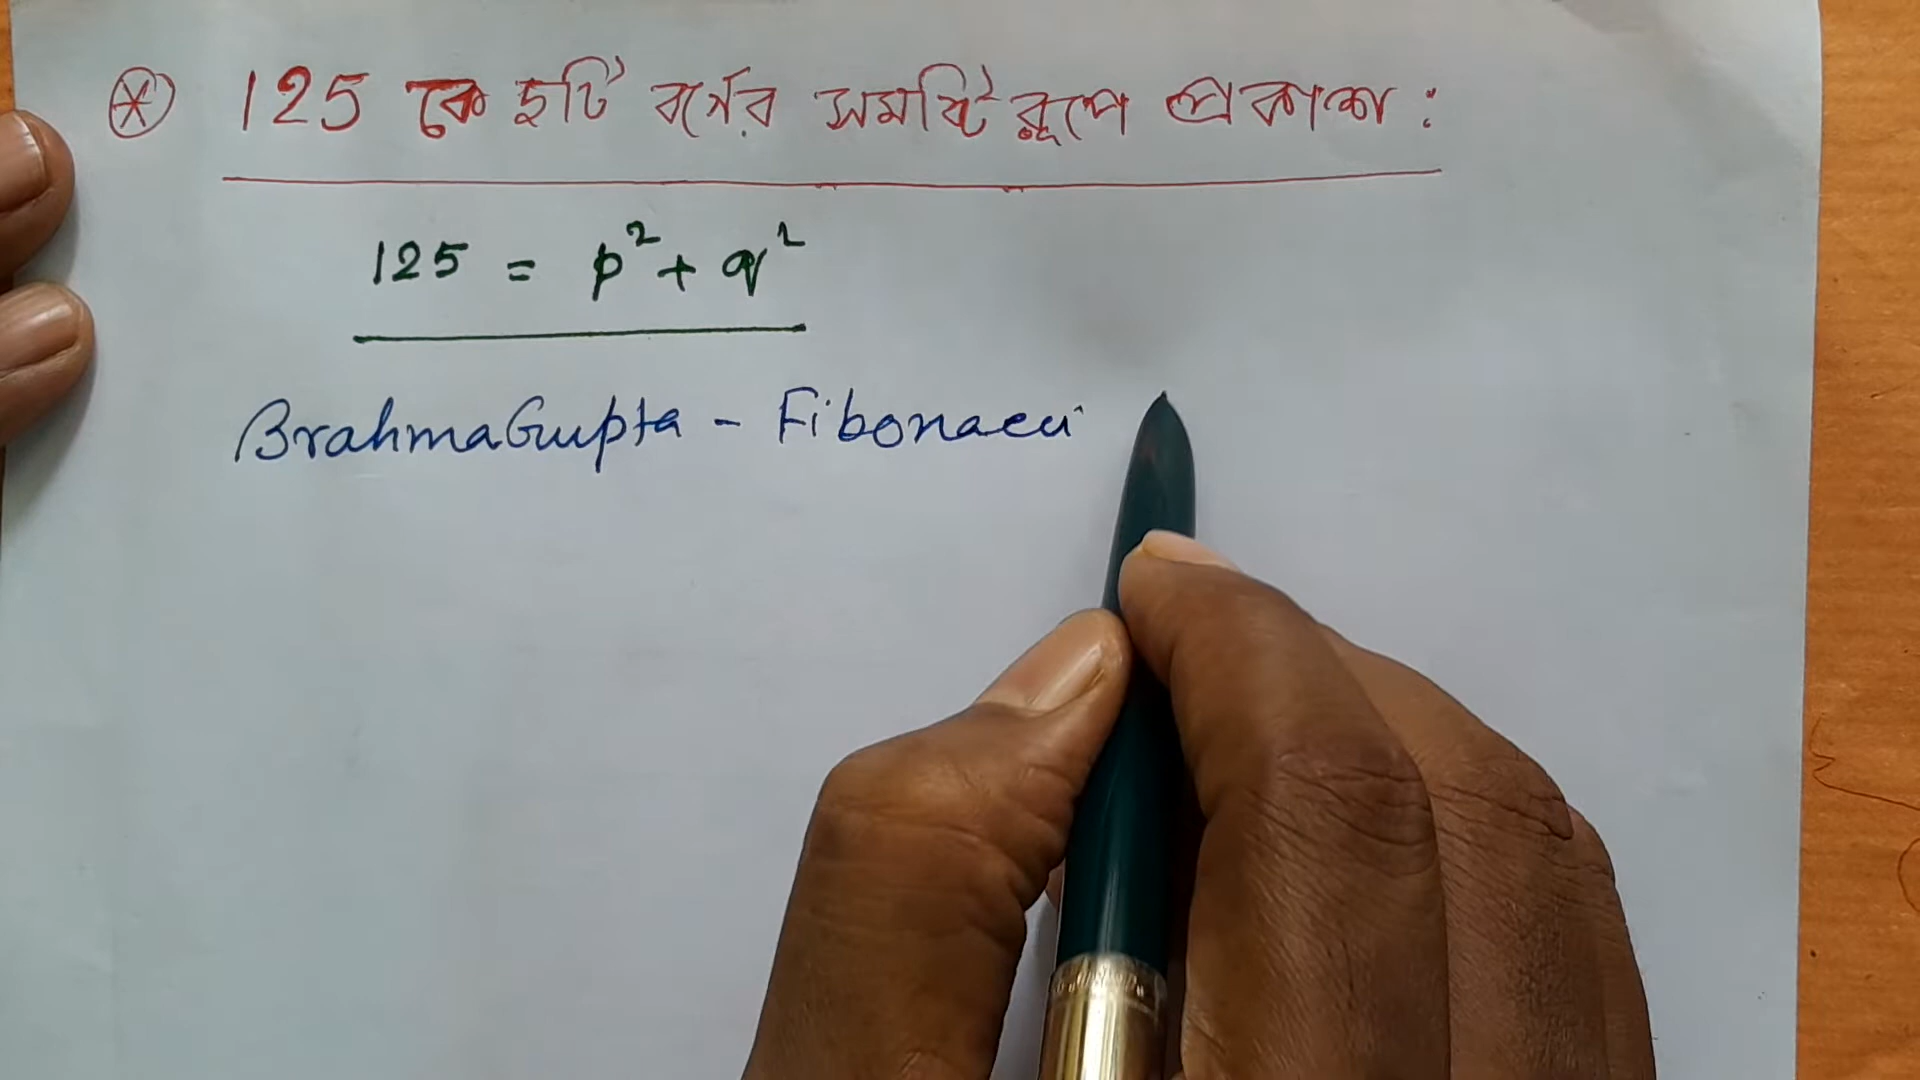 ⊛ 125 কে দুটি বর্গের সমষ্টি রূপে প্রকাশ :
125 = p² + q²
BrahmaGupta - Fibonacci